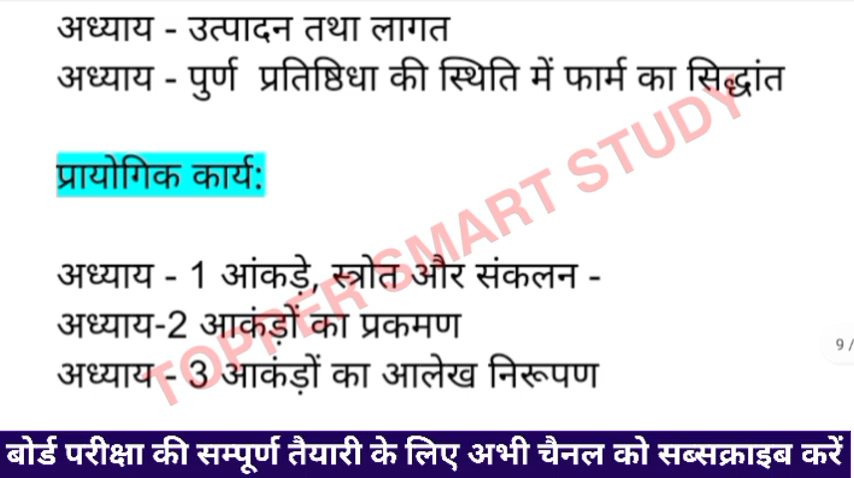 अध्याय - उत्पादन तथा लागत
अध्याय - पुर्ण प्रतिष्ठिधा की स्थिति में फार्म का सिद्धांत
प्रायोगिक कार्य:
अध्याय - 1 आंकड़े, स्त्रोत और संकलन -
अध्याय-2 आकंड़ों का प्रकमण
अध्याय - 3 आकंड़ों का आलेख निरूपण
TOPPER SMART STUDY
9 /
बोर्ड परीक्षा की सम्पूर्ण तैयारी के लिए अभी चैनल को सब्सक्राइब करें